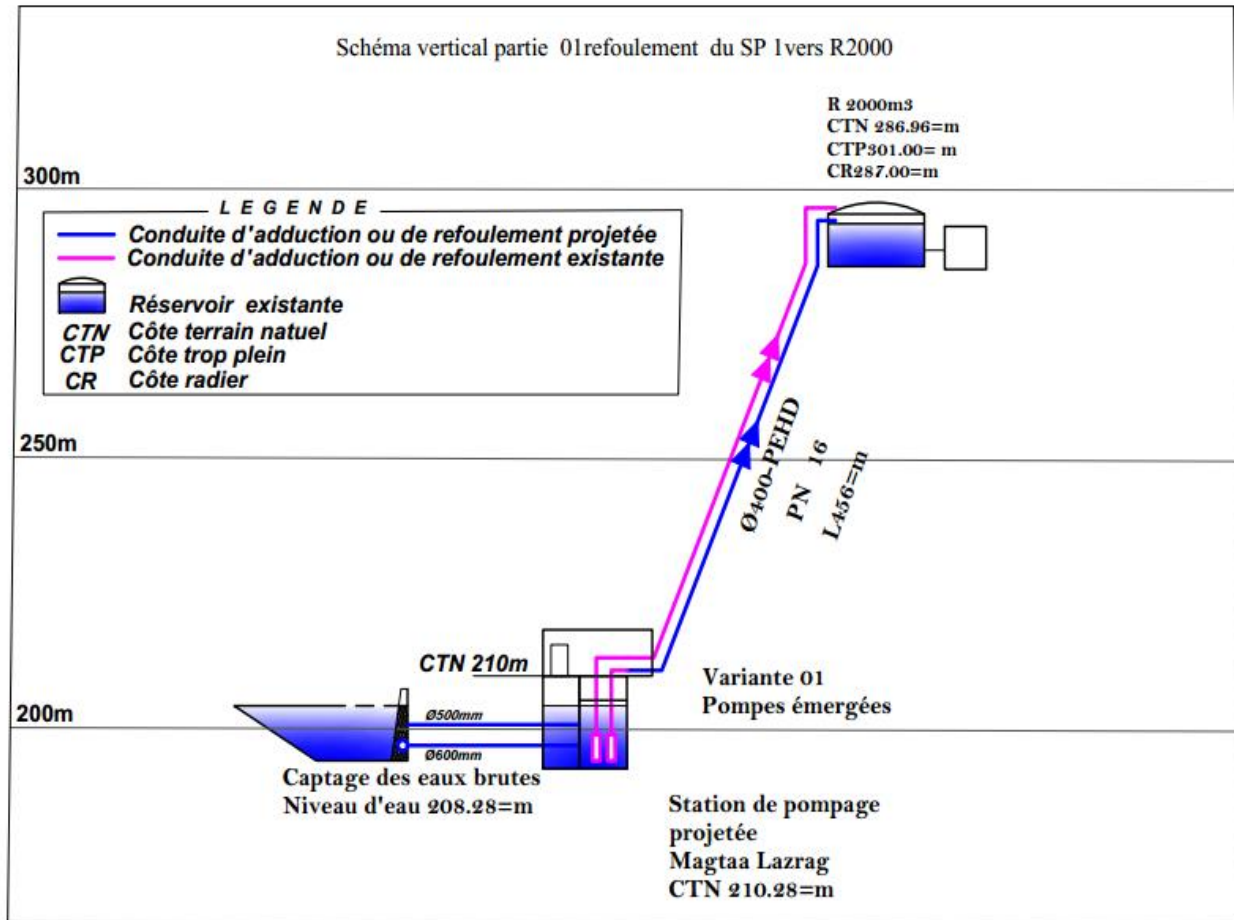 Schéma vertical partie 01refoulement du SP 1vers R2000
R 2000m3
CTN 286.96=m
CTP301.00= m
CR287.00=m
300m
LEGENDE
Conduite d'adduction ou de refoulement projetée
Conduite d'adduction ou de refoulement existante
Réservoir existante
CTN Côte terrain natuel
CTP Côte trop plein
CR Côte radier
250m
Ø400-PEHD
PN 16
L456=m
CTN 210m
Variante 01
Pompes émergées
200m
Ø500mm
Ø600mm
Captage des eaux brutes
Niveau d'eau 208.28=m
Station de pompage
projetée
Magtaa Lazrag
CTN 210.28=m